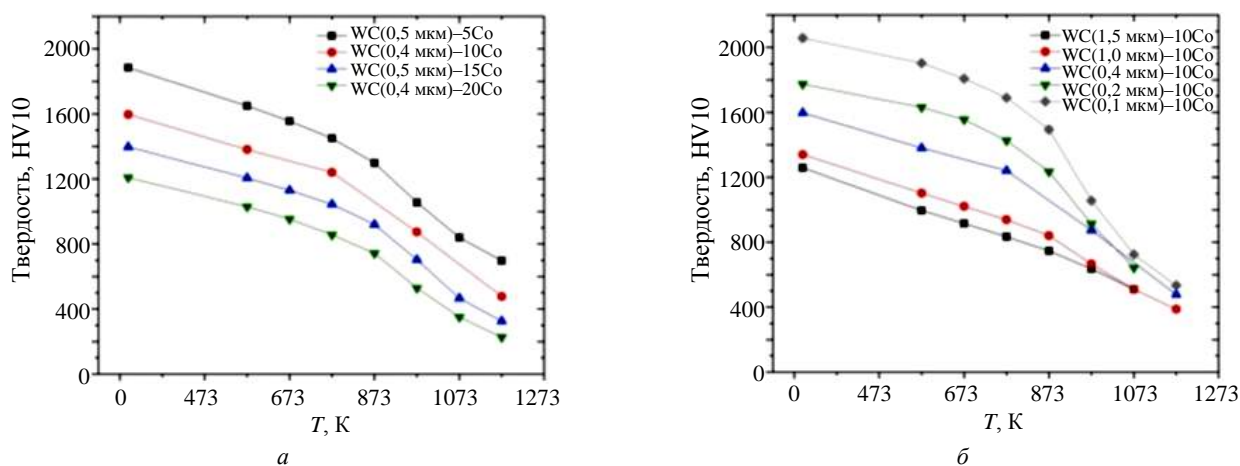 2000
1600
1200
800
400
0
Твердость, HV10
WC(0,5 мкм)–5Co
WC(0,4 мкм)–10Co
WC(0,5 мкм)–15Co
WC(0,4 мкм)–20Co
0 473 673 873 1073 1273
T, K
а
2000
1600
1200
800
400
0
Твердость, HV10
WC(1,5 мкм)–10Co
WC(1,0 мкм)–10Co
WC(0,4 мкм)–10Co
WC(0,2 мкм)–10Co
WC(0,1 мкм)–10Co
0 473 673 873 1073 1273
T, K
б